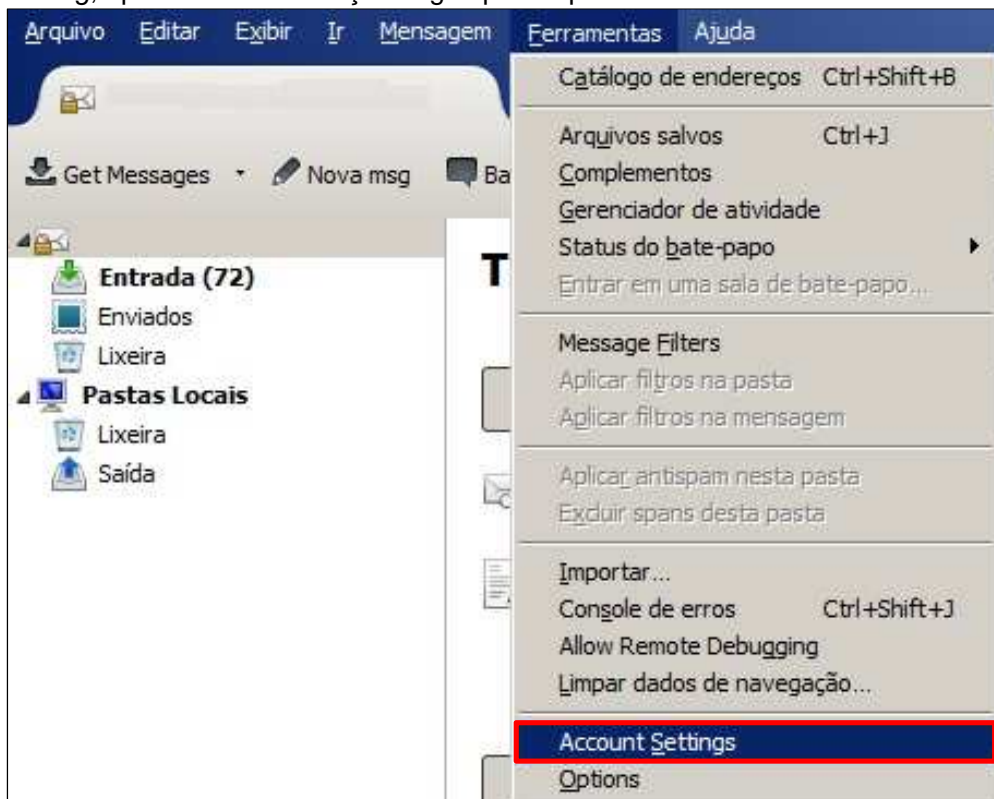 Arquivo Editar Exibir Ir Mensagem Ferramentas Ajuda
Get Messages Nova msg Ba
Entrada (72)
Enviados
Lixeira
Pastas Locais
Lixeira
Saída
T
Catálogo de endereços Ctrl+Shift+B
Arquivos salvos Ctrl+J
Complementos
Gerenciador de atividade
Status do bate-papo
Entrar em uma sala de bate-papo...
Message Filters
Aplicar filtros na pasta
Aplicar filtros na mensagem
Aplicar antispam nesta pasta
Excluir spans desta pasta
Importar...
Console de erros Ctrl+Shift+J
Allow Remote Debugging
Limpar dados de navegação...
Account Settings
Options